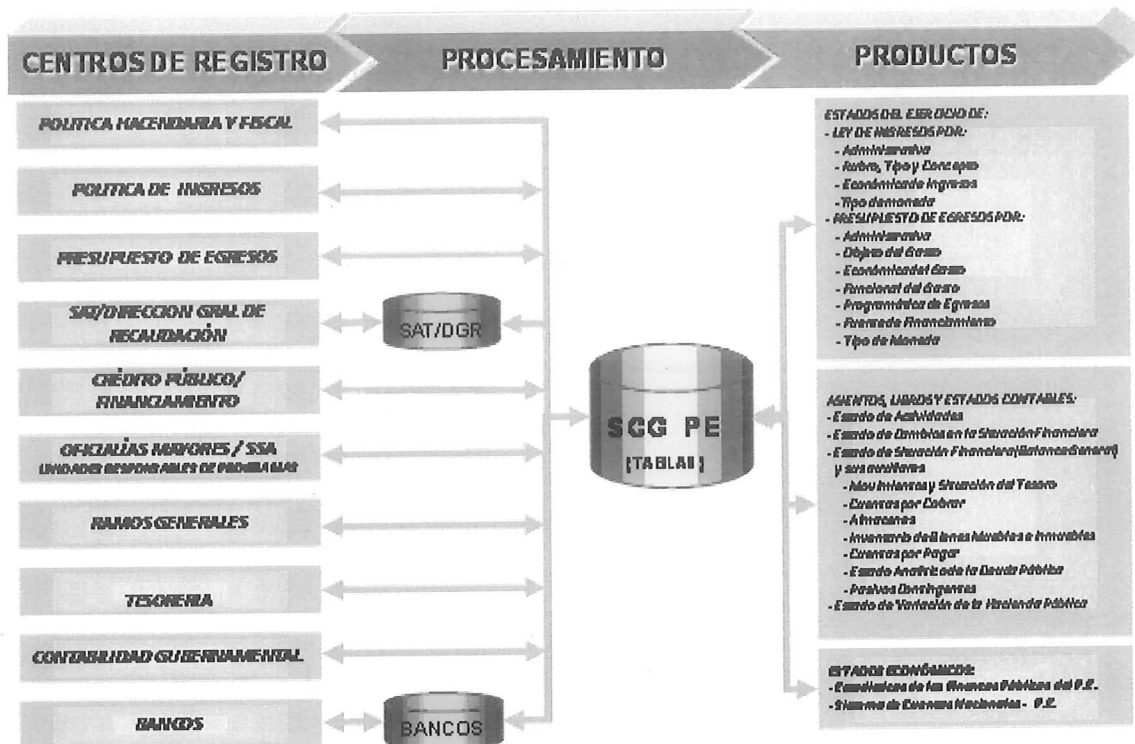 CENTROS DE REGISTRO
PROCESAMIENTO
PRODUCTOS
POLITICA HACENDARIA Y FISCAL
POLITICA DE INGRESOS
PRESUPUESTO DE EGRESOS
SAT/DIRECCION GRAL DE
RECAUDACIÓN
CRÉDITO PÚBLICO/
FINANCIAMIENTO
OFICIALÍAS MAYORES / SSA
UNIDADES RESPONSABLES DE PROGRAMAS
RAMOS GENERALES
TESORERIA
CONTABILIDAD GUBERNAMENTAL
BANCOS
SAT/DGR
BANCOS
SCG PE
ESTADOS DEL EJERCICIO DE:
- LEY DE INGRESOS POR:
- Administrativa
- Rubro, Tipo y Concepto
- Económica de Ingresos
- Tipo de moneda
- PRESUPUESTO DE EGRESOS POR:
- Administrativa
- Objeto del Gasto
- Económica del Gasto
- Funcional del Gasto
- Programática de Egresos
- Fuente de Financiamiento
- Tipo de Moneda
ASIENTOS, LIBROS Y ESTADOS CONTABLES:
- Estado de Actividades
- Estado de Cambios en la Situación Financiera
- Estado de Situación Financiera (Balance General)
y sus auxiliares
- Movimientos y Situación del Tesoro
- Cuentas por Cobrar
- Almacenes
- Inventario de Bienes Muebles e Inmuebles
- Cuentas por Pagar
- Estado Analítico de la Deuda Pública
- Pasivos Contingentes
- Estado de Variación de la Hacienda Pública
ESTADOS ECONÓMICOS:
- Estadísticas de las Finanzas Públicas del P.E.
- Sistema de Cuentas Nacionales - P.E.